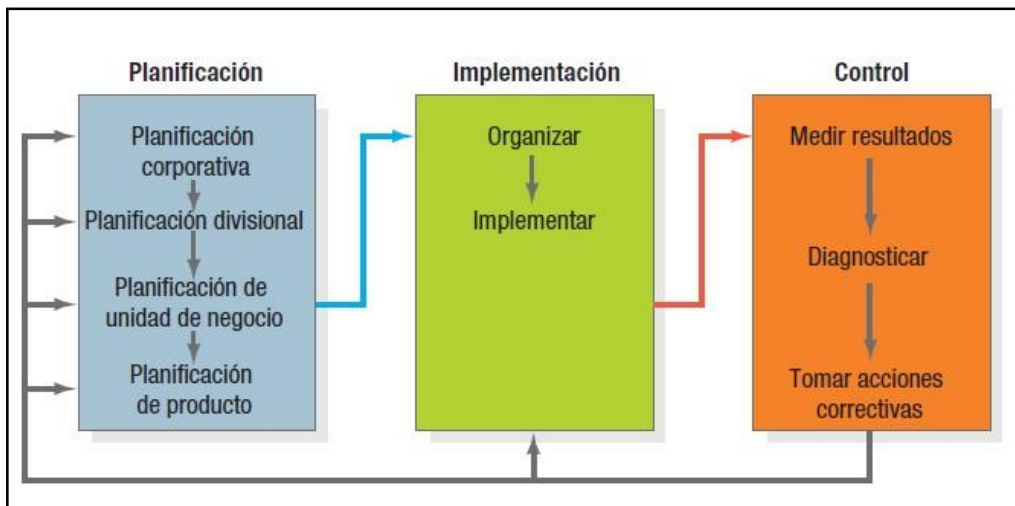 Planificación
Planificación
corporativa
Planificación divisional
Planificación de
unidad de negocio
Planificación
de producto
Implementación
Organizar
Implementar
Control
Medir resultados
Diagnosticar
Tomar acciones
correctivas